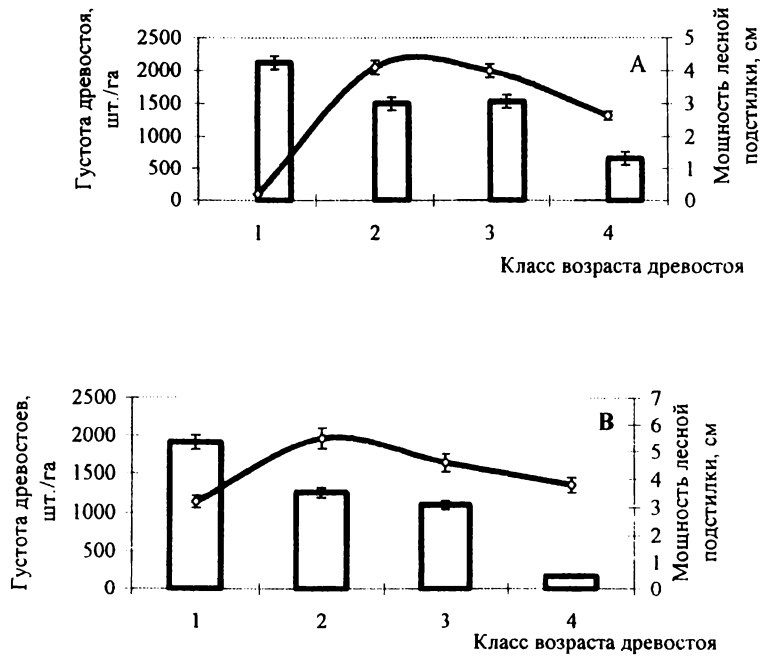 Густота древостоя,
шт./га
2500
2000
1500
1000
500
0
5
4
3
2
1
0
Мощность лесной
подстилки, см
А
1 2 3 4
Класс возраста древостоя
Густота древостоев,
шт./га
2500
2000
1500
1000
500
0
7
6
5
4
3
2
1
0
Мощность лесной
подстилки, см
В
1 2 3 4
Класс возраста древостоя